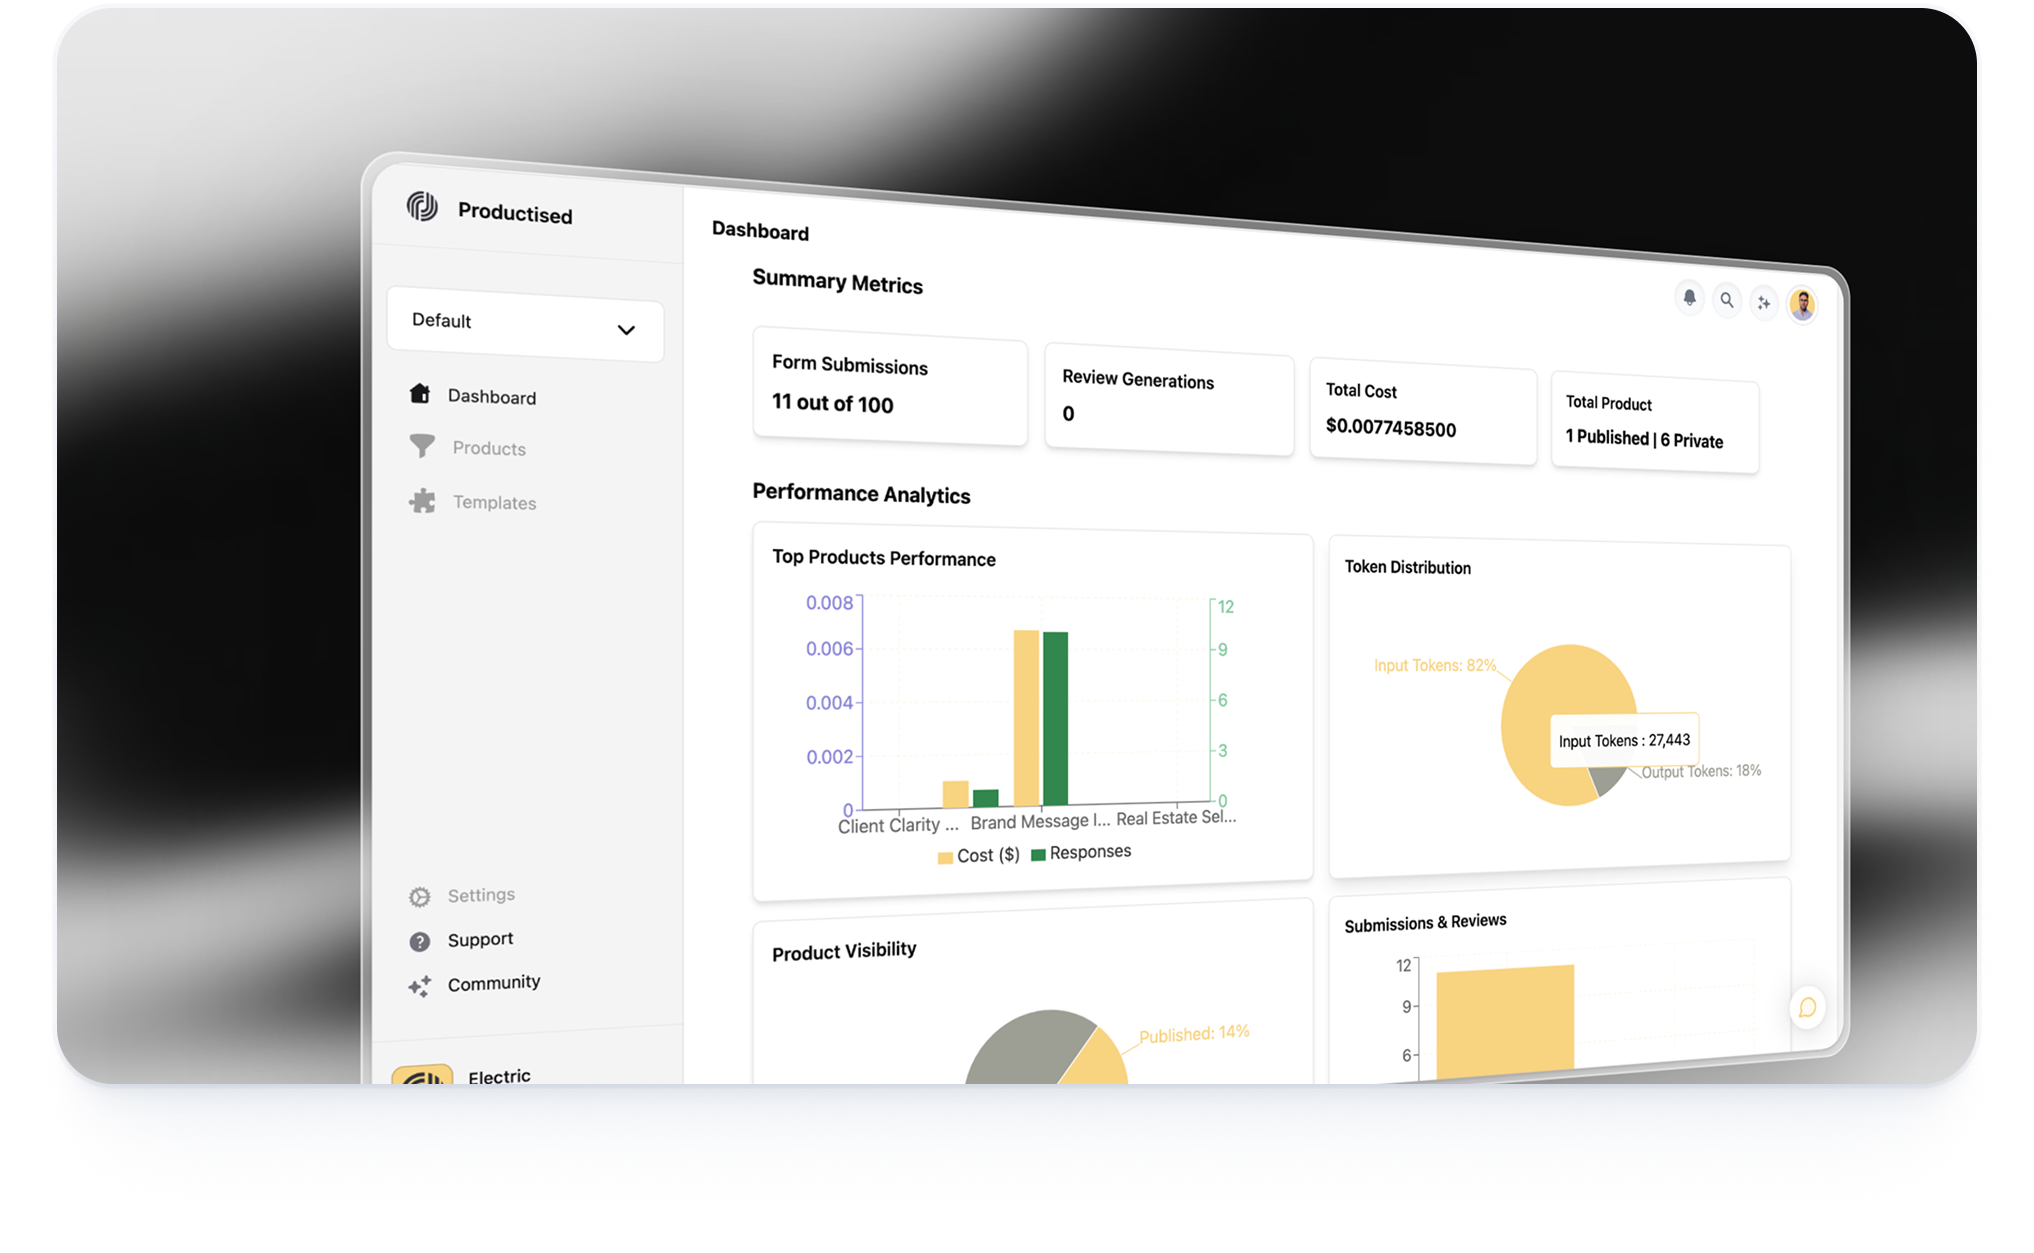 Productised
Default
Dashboard
Products
Templates
Settings
Support
Community
Electric
Dashboard
Summary Metrics
Form Submissions
11 out of 100
Review Generations
0
Total Cost
$0.0077458500
Total Product
1 Published | 6 Private
Performance Analytics
Top Products Performance
0.008
0.006
0.004
0.002
0
12
9
6
3
0
Client Clarity ...
Brand Message I...
Real Estate Sel...
Cost ($)
Responses
Token Distribution
Input Tokens: 82%
Input Tokens : 27,443
Output Tokens: 18%
Product Visibility
Published: 14%
Submissions & Reviews
12
9
6